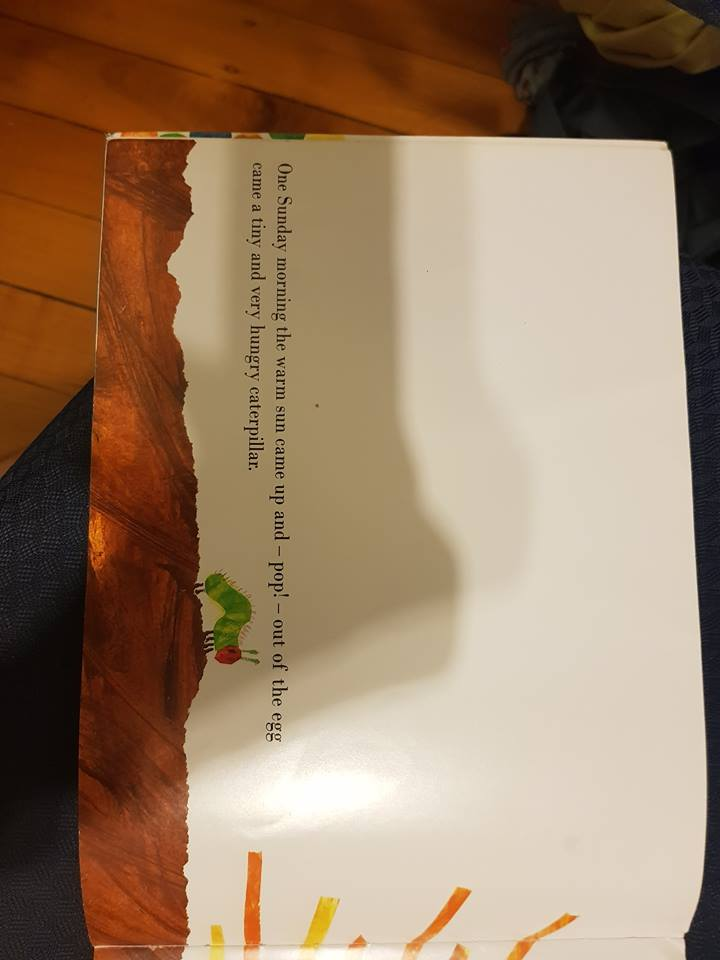 One Sunday morning the warm sun came up and – pop! – out of the egg
came a tiny and very hungry caterpillar.